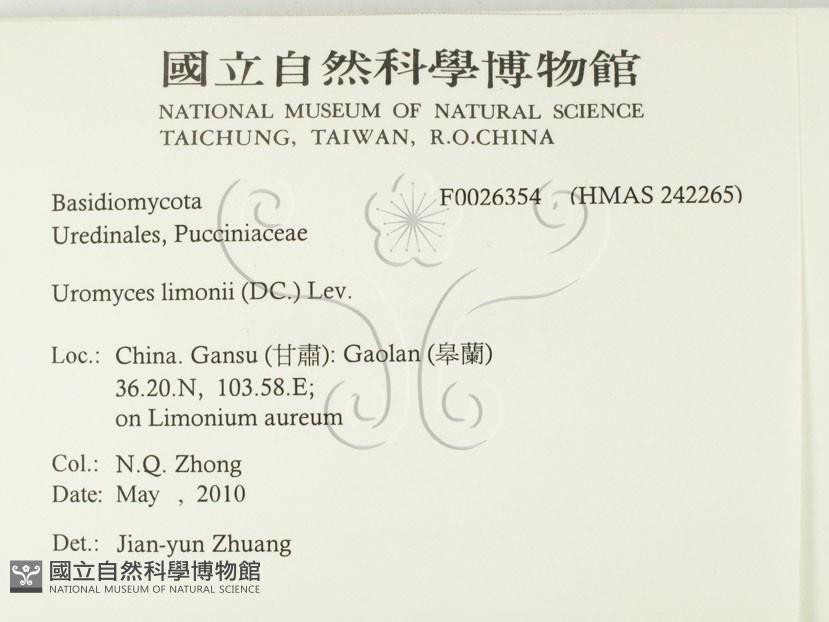 國立自然科學博物館
NATIONAL MUSEUM OF NATURAL SCIENCE
TAICHUNG, TAIWAN, R.O.CHINA
Basidiomycota F0026354 (HMAS 242265)
Uredinales, Pucciniaceae
Uromyces limonii (DC.) Lev.
Loc.: China. Gansu (甘肅): Gaolan (皋蘭)
36.20.N, 103.58.E;
on Limonium aureum
Col.: N.Q. Zhong
Date: May , 2010
Det.: Jian-yun Zhuang
國立自然科學博物館
NATIONAL MUSEUM OF NATURAL SCIENCE